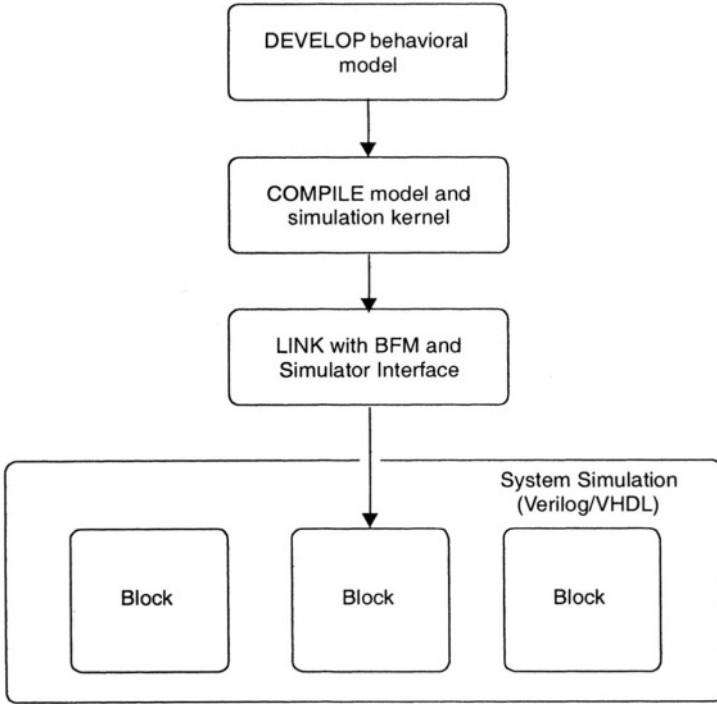 DEVELOP behavioral
model
COMPILE model and
simulation kernel
LINK with BFM and
Simulator Interface
System Simulation
(Verilog/VHDL)
Block
Block
Block